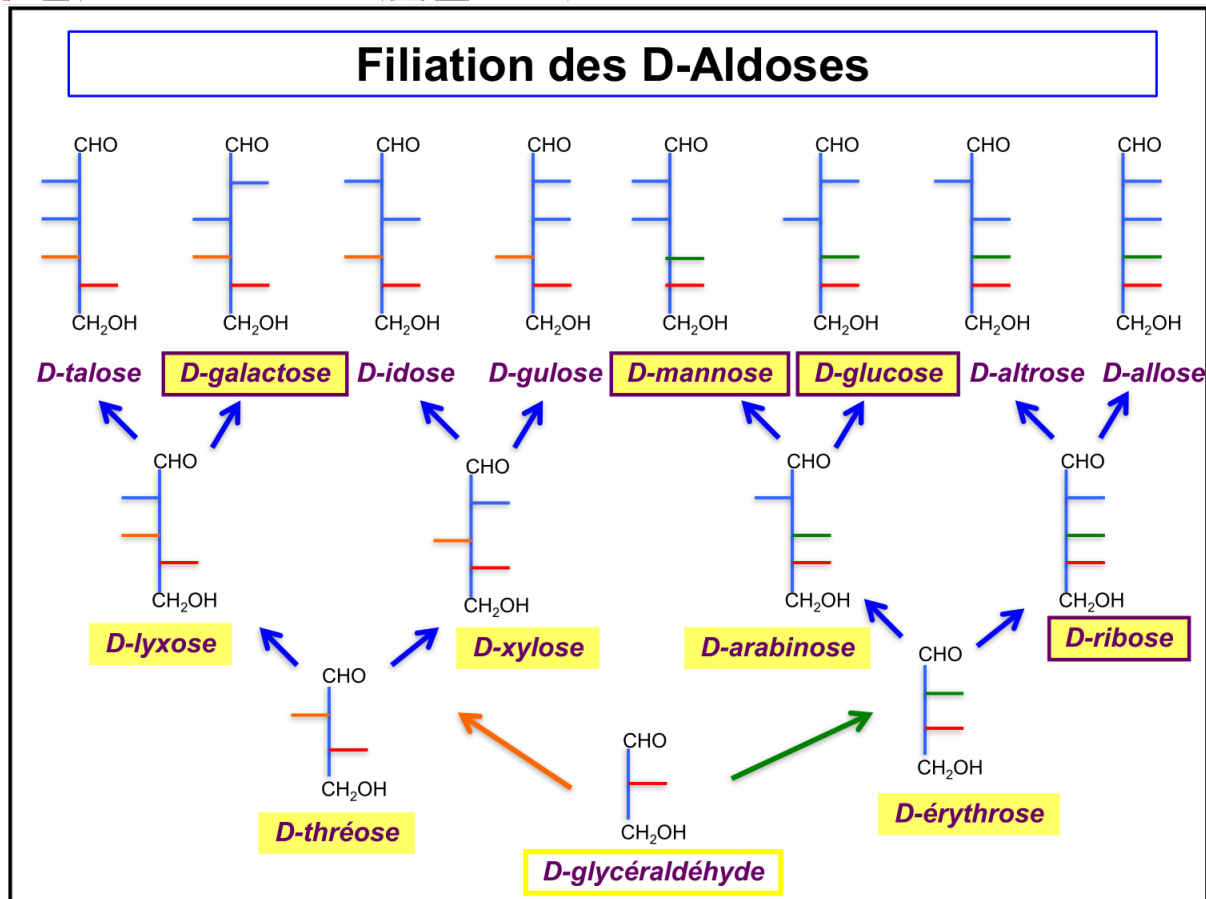 Filiation des D-Aldoses
CHO CHO CHO CHO CHO CHO CHO CHO
CH₂OH CH₂OH CH₂OH CH₂OH CH₂OH CH₂OH CH₂OH CH₂OH
D-talose D-galactose D-idose D-gulose D-mannose D-glucose D-altrose D-allose
CHO CHO CHO CHO
CH₂OH CH₂OH CH₂OH CH₂OH
D-lyxose D-xylose D-arabinose D-ribose
CHO CHO
CH₂OH CH₂OH
D-thréose D-érythrose
CHO
CH₂OH
D-glycéraldéhyde